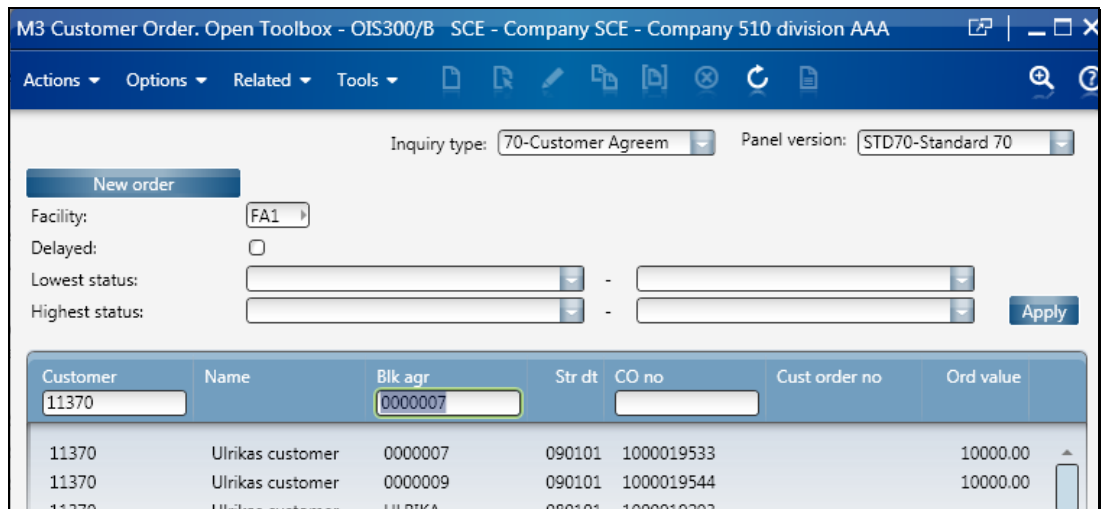 M3 Customer Order. Open Toolbox - OIS300/B SCE - Company SCE - Company 510 division AAA
Actions Options Related Tools
Inquiry type: 70-Customer Agreem Panel version: STD70-Standard 70
New order
Facility: FA1
Delayed:
Lowest status: -
Highest status: - Apply
Customer Name Blk agr Str dt CO no Cust order no Ord value
11370 0000007
11370 Ulrikas customer 0000007 090101 1000019533 10000.00
11370 Ulrikas customer 0000009 090101 1000019544 10000.00